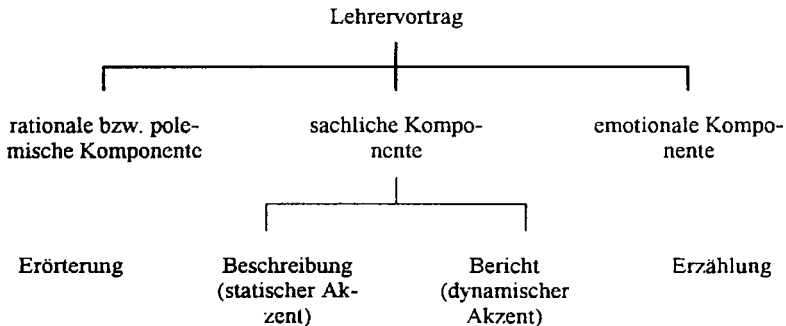 Lehrervortrag
rationale bzw. pole-
mische Komponente
sachliche Kompo-
nente
emotionale Kompo-
nente
Erörterung
Beschreibung
(statischer Ak-
zent)
Bericht
(dynamischer
Akzent)
Erzählung